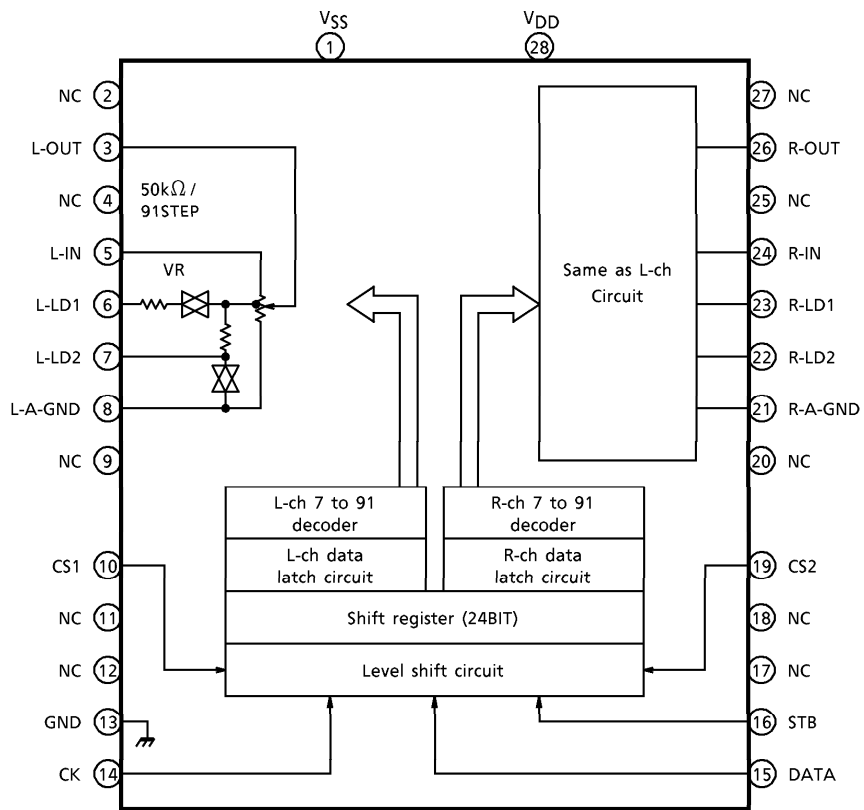 VSS
VDD
1
28
NC 2
27 NC
L-OUT 3
26 R-OUT
NC 4
50kΩ /
91STEP
25 NC
L-IN 5
24 R-IN
VR
Same as L-ch
Circuit
L-LD1 6
23 R-LD1
L-LD2 7
22 R-LD2
L-A-GND 8
21 R-A-GND
NC 9
20 NC
L-ch 7 to 91
decoder
R-ch 7 to 91
decoder
L-ch data
latch circuit
R-ch data
latch circuit
CS1 10
19 CS2
NC 11
Shift register (24BIT)
18 NC
NC 12
Level shift circuit
17 NC
GND 13
16 STB
CK 14
15 DATA